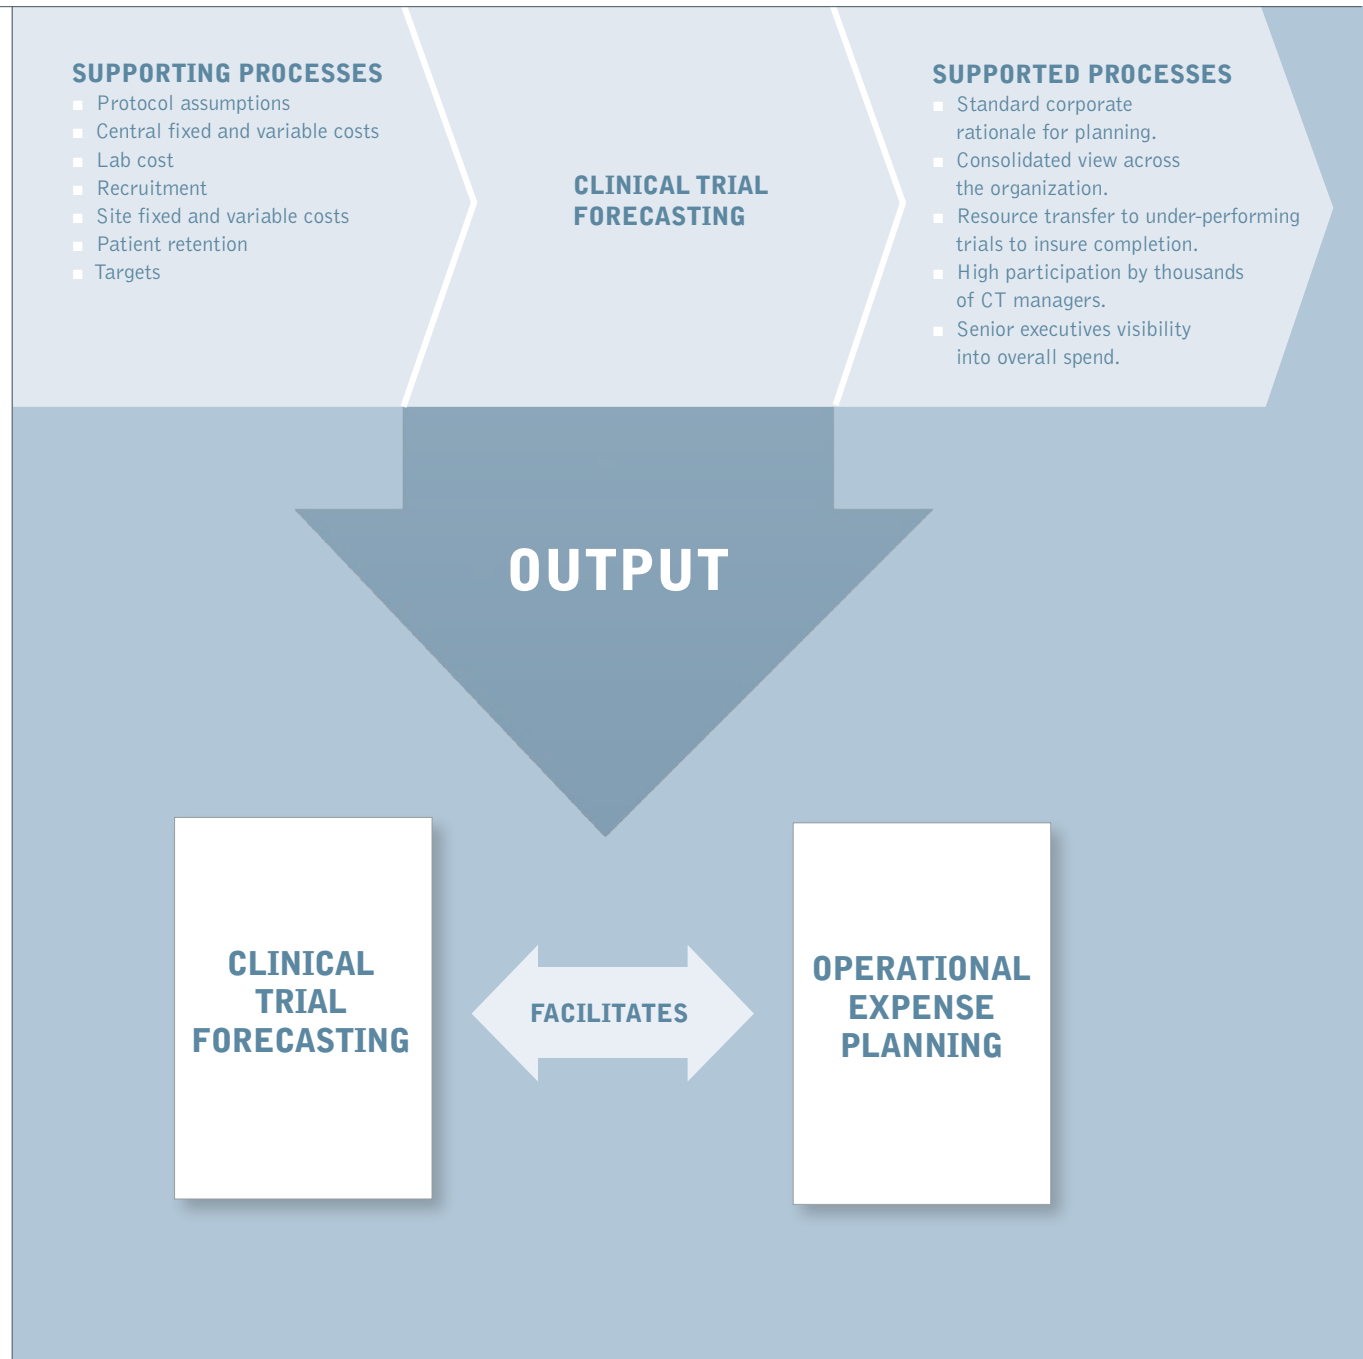 SUPPORTING PROCESSES
Protocol assumptions
Central fixed and variable costs
Lab cost
Recruitment
Site fixed and variable costs
Patient retention
Targets
CLINICAL TRIAL
FORECASTING
SUPPORTED PROCESSES
Standard corporate
rationale for planning.
Consolidated view across
the organization.
Resource transfer to under-performing
trials to insure completion.
High participation by thousands
of CT managers.
Senior executives visibility
into overall spend.
OUTPUT
CLINICAL
TRIAL
FORECASTING
FACILITATES
OPERATIONAL
EXPENSE
PLANNING